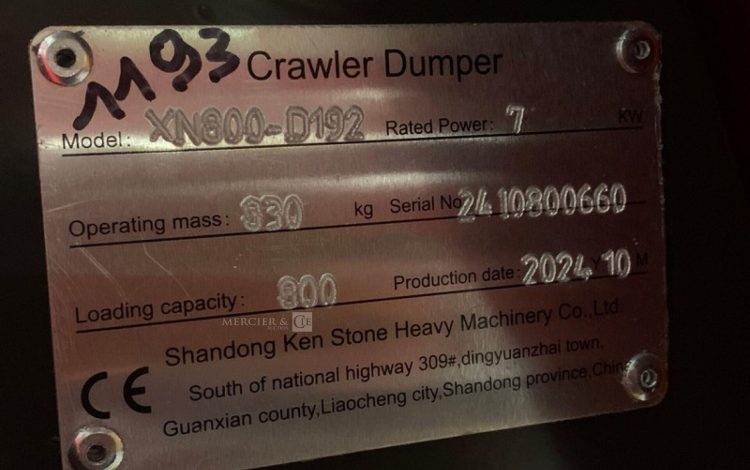 1193 Crawler Dumper
Model: XN800-D192 Rated Power: 7 KW
Operating mass: 630 kg Serial No 2410800660
Loading capacity: 800 Production date: 2024 Y 10 M
MERCIER & Cie
Shandong Ken Stone Heavy Machinery Co.,Ltd.
South of national highway 309#,dingyuanzhai town,
Guanxian county,Liaocheng city,Shandong province,China
CE